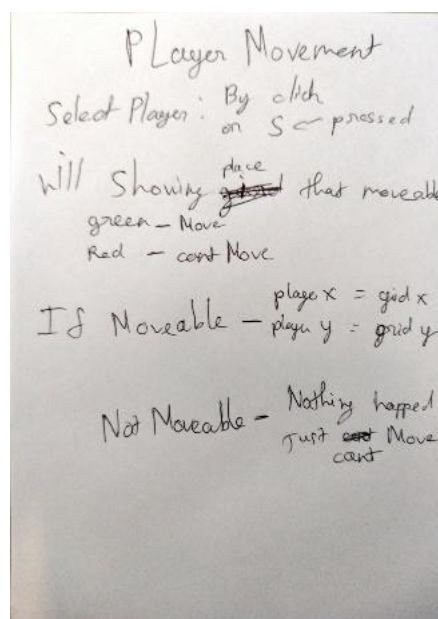 PLayer Movement
Select Player : By click
on S ← pressed
Will Showing place that moveable
green - Move
Red - cant Move
If Moveable - player x = grid x
player y = grid y
Not Moveable - Nothing happed
Just Move
cant